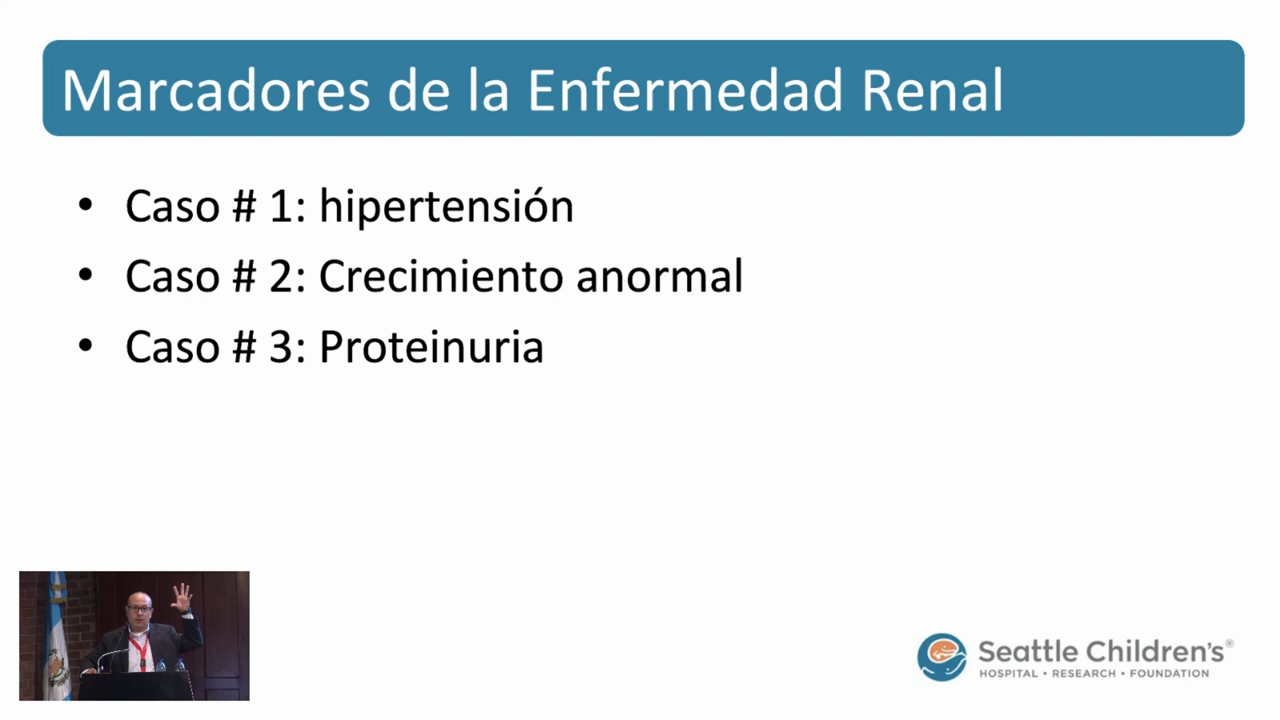 Marcadores de la Enfermedad Renal
• Caso # 1: hipertensión
• Caso # 2: Crecimiento anormal
• Caso # 3: Proteinuria
Seattle Children's®
HOSPITAL • RESEARCH • FOUNDATION